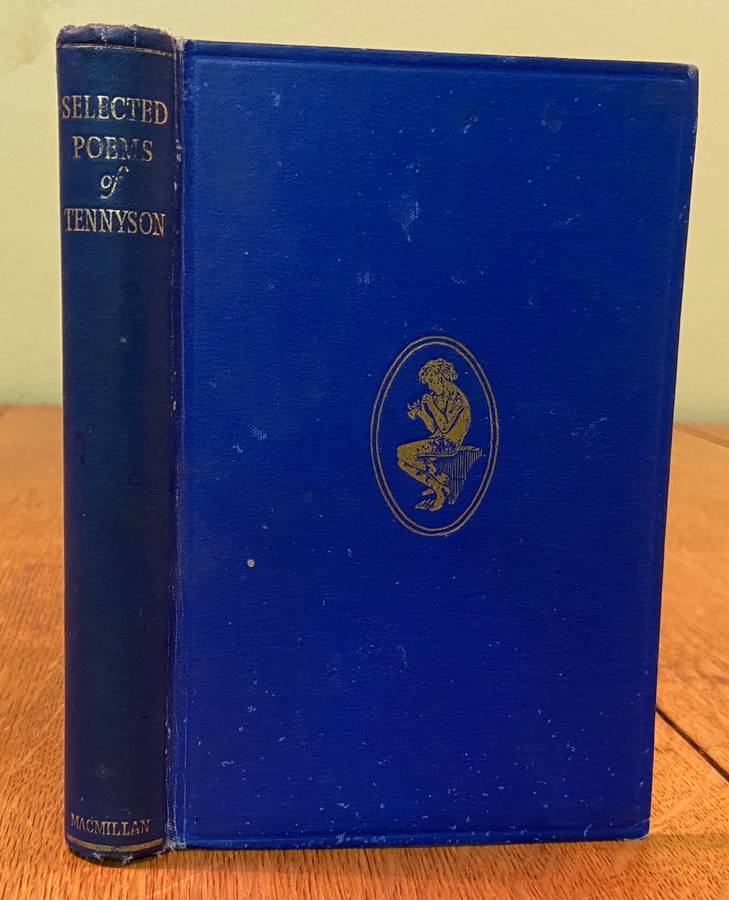 SELECTED
POEMS
of
TENNYSON
MACMILLAN